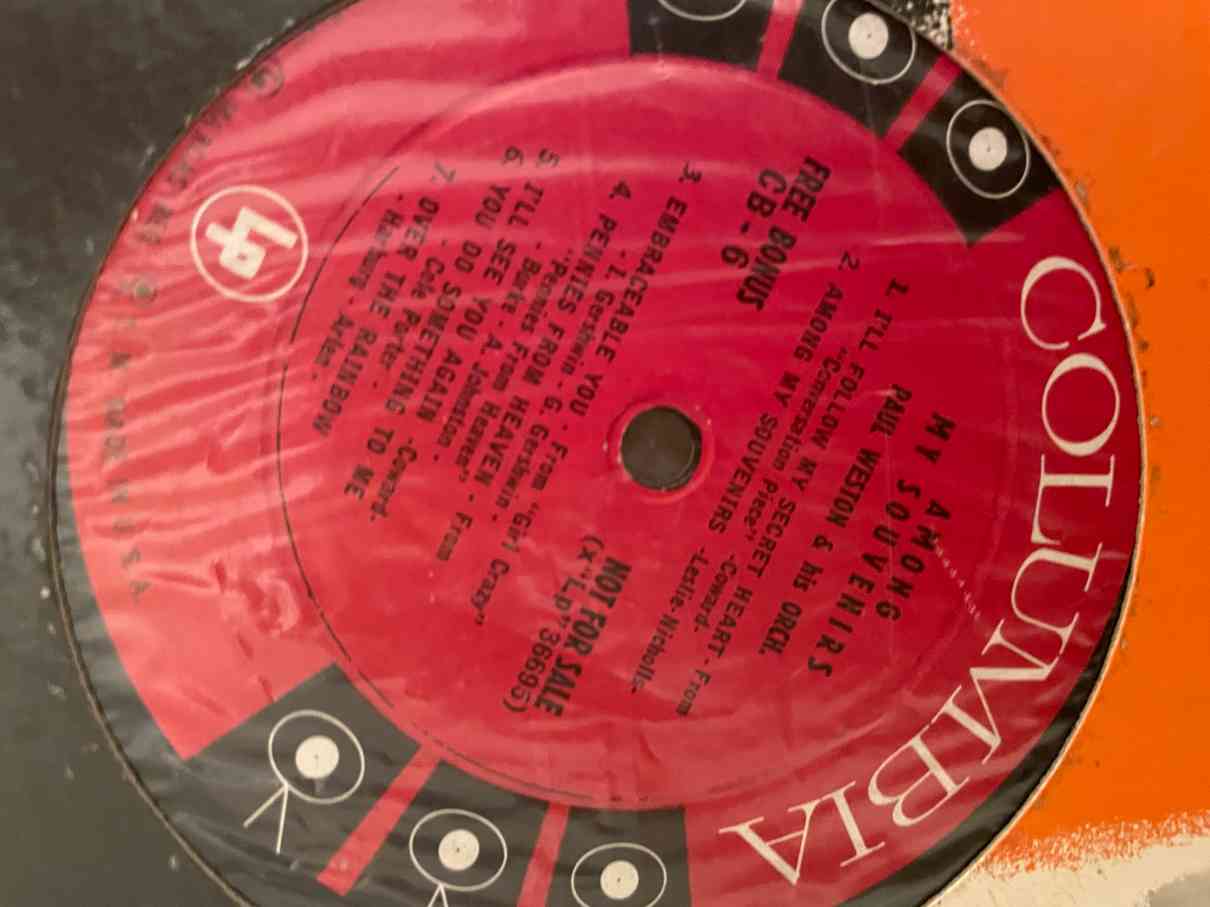 COLUMBIA
AMONG
MY SOUVENIRS
PAUL WESTON & his ORCH.
1. I'LL FOLLOW MY SECRET HEART - From
"Conversation Piece" -Coward-
2. AMONG MY SOUVENIRS -Leslie-Nicholls-
FREE BONUS
CB-6
NOT FOR SALE
(x"Lp"36695)
3. EMBRACEABLE YOU - From "Girl Crazy"
- I. Gershwin - G. Gershwin -
4. PENNIES FROM HEAVEN - From
"Pennies From Heaven"
- Burke - A. Johnston -
5. I'LL SEE YOU AGAIN -Coward-
6. YOU DO SOMETHING TO ME
- Cole Porter -
7. OVER THE RAINBOW
- Harburg - Arlen -
Lp